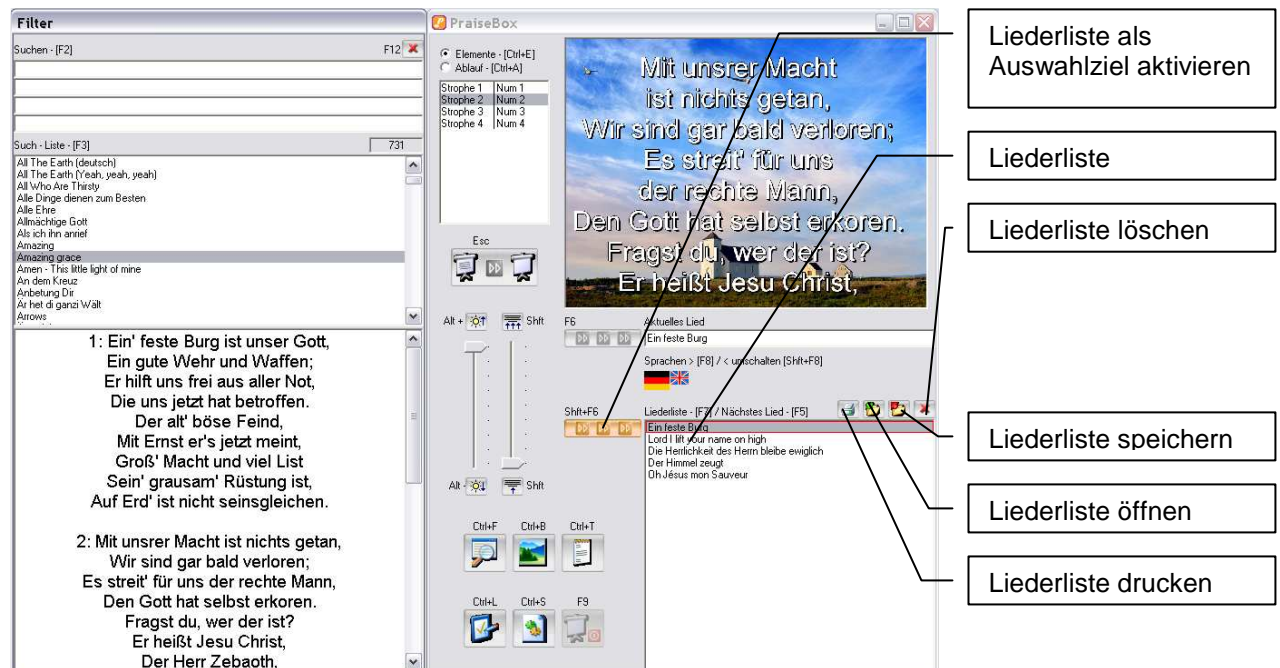 Filter
Suchen - [F2]
F12
Such - Liste - [F3]
731
All The Earth (deutsch)
All The Earth (Yeah, yeah, yeah)
All Who Are Thirsty
Alle Dinge dienen zum Besten
Alle Ehre
Allmächtige Gott
Als ich ihn anrief
Amazing
Amazing grace
Amen - This little light of mine
An dem Kreuz
Anbetung Dir
Är het di ganzi Wält
Arrows
1: Ein' feste Burg ist unser Gott,
Ein gute Wehr und Waffen;
Er hilft uns frei aus aller Not,
Die uns jetzt hat betroffen.
Der alt' böse Feind,
Mit Ernst er's jetzt meint,
Groß' Macht und viel List
Sein' grausam' Rüstung ist,
Auf Erd' ist nicht seinsgleichen.
2: Mit unsrer Macht ist nichts getan,
Wir sind gar bald verloren;
Es streit' für uns der rechte Mann,
Den Gott hat selbst erkoren.
Fragst du, wer der ist?
Er heißt Jesu Christ,
Der Herr Zebaoth,
PraiseBox
Elemente - [Ctrl+E]
Ablauf - [Ctrl+A]
Strophe 1 Num 1
Strophe 2 Num 2
Strophe 3 Num 3
Strophe 4 Num 4
Esc
Alt + Shft
Alt - Shft
Ctrl+F Ctrl+B Ctrl+T
Ctrl+L Ctrl+S F9
Mit unsrer Macht
ist nichts getan,
Wir sind gar bald verloren;
Es streit' für uns
der rechte Mann,
Den Gott hat selbst erkoren.
Fragst du, wer der ist?
Er heißt Jesu Christ,
F6
Aktuelles Lied
Ein feste Burg
Sprachen > [F8] / < umschalten [Shft+F8]
Shft+F6
Liederliste - [F7] / Nächstes Lied - [F5]
Ein feste Burg
Lord I lift your name on high
Die Herrlichkeit des Herrn bleibe ewiglich
Der Himmel zeugt
Oh Jésus mon Sauveur
Liederliste als
Auswahlziel aktivieren
Liederliste
Liederliste löschen
Liederliste speichern
Liederliste öffnen
Liederliste drucken